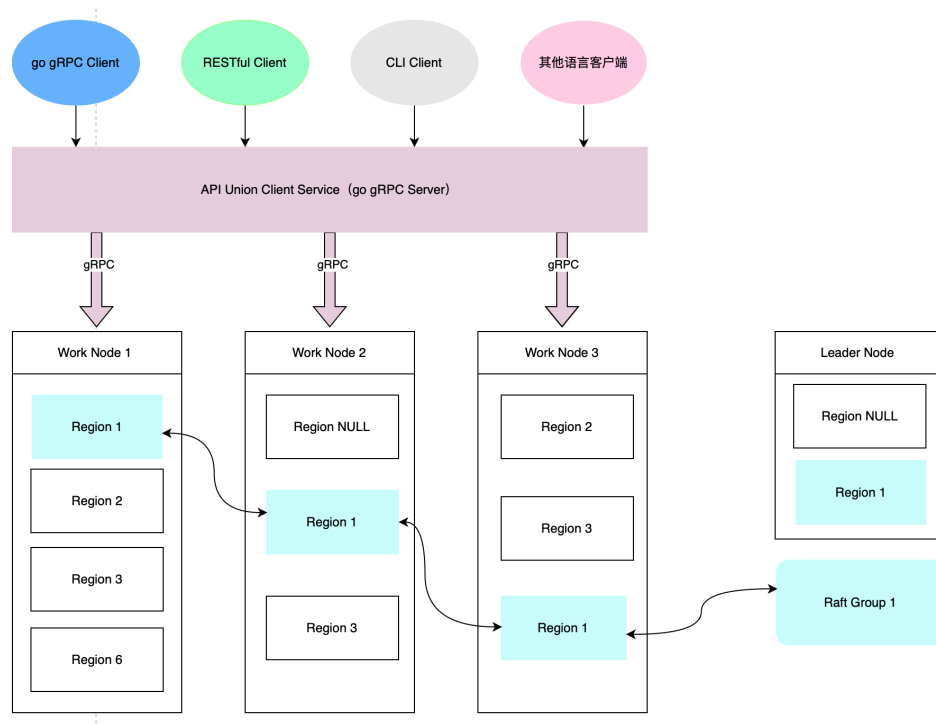 go gRPC Client
RESTful Client
CLI Client
其他语言客户端
API Union Client Service（go gRPC Server）
gRPC
gRPC
gRPC
Work Node 1
Region 1
Region 2
Region 3
Region 6
Work Node 2
Region NULL
Region 1
Region 3
Work Node 3
Region 2
Region 3
Region 1
Leader Node
Region NULL
Region 1
Raft Group 1